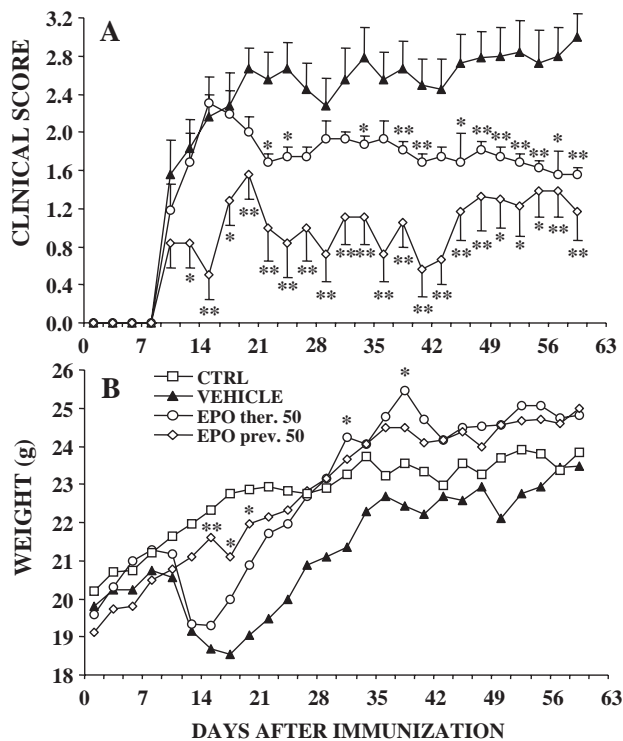 A
CLINICAL SCORE
3.2
2.8
2.4
2.0
1.6
1.2
0.8
0.4
0.0
0 7 14 21 28 35 42 49 56 63
* * * ** ** * ** ** * ** * **
* ** * ** ** ** * ** ** ** ** ** ** ** ** ** * * ** **
B
CTRL
VEHICLE
EPO ther. 50
EPO prev. 50
WEIGHT (g)
26
25
24
23
22
21
20
19
18
** * * * *
0 7 14 21 28 35 42 49 56 63
DAYS AFTER IMMUNIZATION